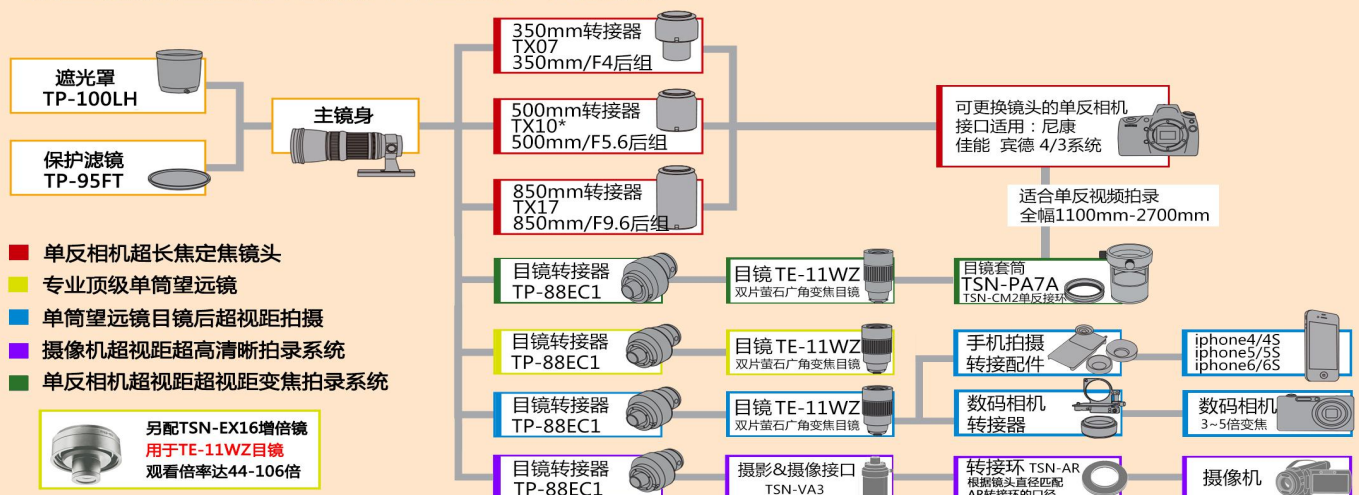 遮光罩
TP-100LH
保护滤镜
TP-95FT
主镜身
350mm转接器
TX07
350mm/F4后组
500mm转接器
TX10*
500mm/F5.6后组
850mm转接器
TX17
850mm/F9.6后组
可更换镜头的单反相机
接口适用：尼康
佳能 宾德 4/3系统
适合单反视频拍录
全幅1100mm-2700mm
单反相机超长焦定焦镜头
专业顶级单筒望远镜
单筒望远镜目镜后超视距拍摄
摄像机超视距超高清晰拍录系统
单反相机超视距超视距变焦拍录系统
另配TSN-EX16增倍镜
用于TE-11WZ目镜
观看倍率达44-106倍
目镜转接器
TP-88EC1
目镜 TE-11WZ
双片萤石广角变焦目镜
目镜套筒
TSN-PA7A
TSN-CM2单反接环
目镜转接器
TP-88EC1
目镜 TE-11WZ
双片萤石广角变焦目镜
目镜转接器
TP-88EC1
目镜 TE-11WZ
双片萤石广角变焦目镜
手机拍摄
转接配件
iphone4/4S
iphone5/5S
iphone6/6S
数码相机
转接器
数码相机
3~5倍变焦
目镜转接器
TP-88EC1
摄影&摄像接口
TSN-VA3
转接环 TSN-AR
根据镜头直径匹配
AR转接环的口径
摄像机